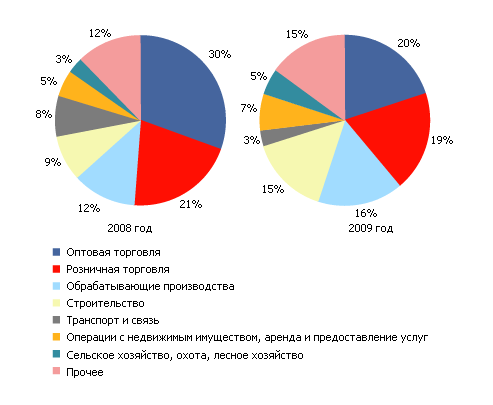 30%
21%
12%
9%
8%
5%
3%
12%
2008 год
20%
19%
16%
15%
3%
7%
5%
15%
2009 год
Оптовая торговля
Розничная торговля
Обрабатывающие производства
Строительство
Транспорт и связь
Операции с недвижимым имуществом, аренда и предоставление услуг
Сельское хозяйство, охота, лесное хозяйство
Прочее